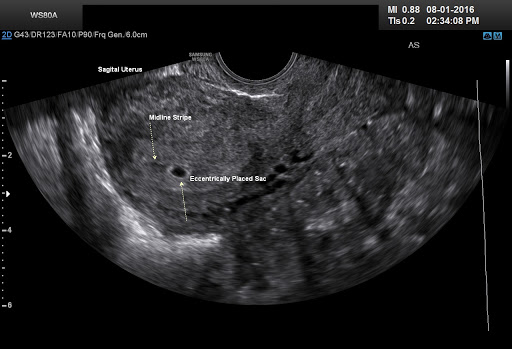 WS80A
MI 0.88 08-01-2016
TIs 0.2 02:34:08 PM
2D G43/DR123/FA10/P90/Frq Gen./6.0cm
AS
SAMSUNG
Sagital Uterus
Midline Stripe
Eccentrically Placed Sac
2
4
6